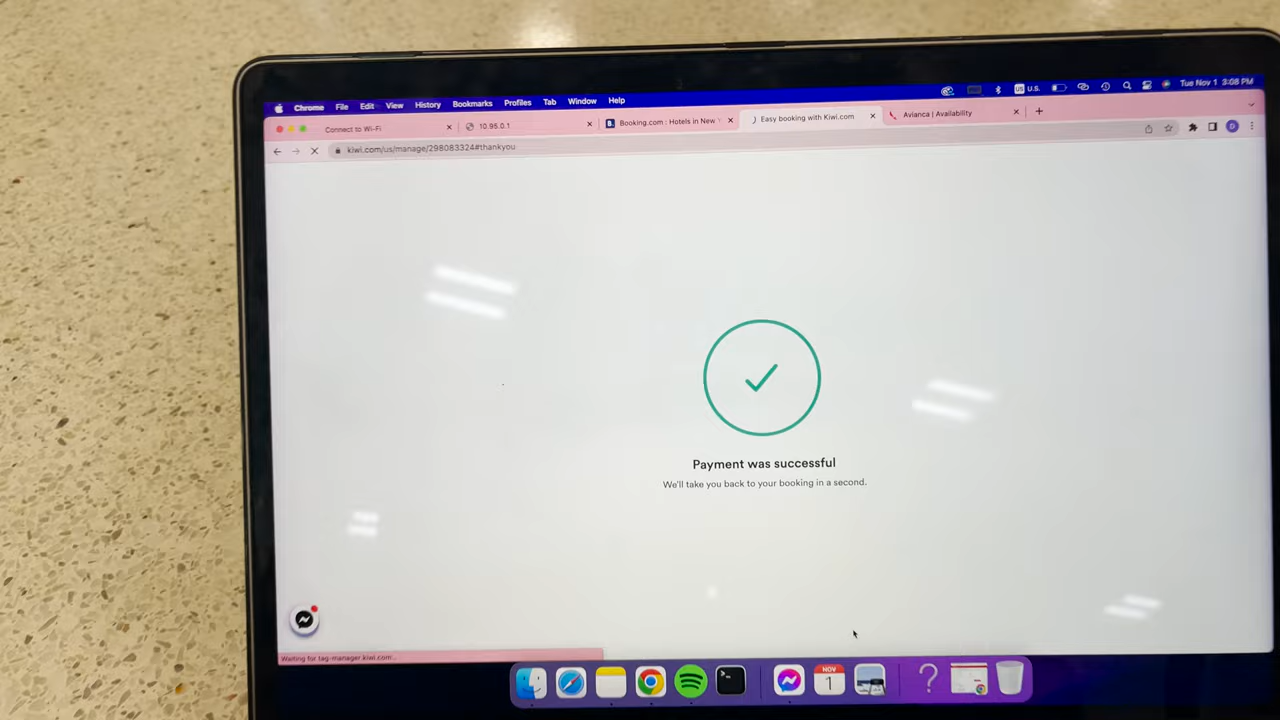 Chrome File Edit View History Bookmarks Profiles Tab Window Help U.S. Tue Nov 1 3:08 PM
Connect to Wi-Fi 10.95.0.1 Booking.com : Hotels in New Easy booking with Kiwi.com Avianca | Availability
kiwi.com/us/manage/298083324#thankyou
D
Payment was successful
We'll take you back to your booking in a second.
Waiting for tag-manager.kiwi.com...
NOV
1